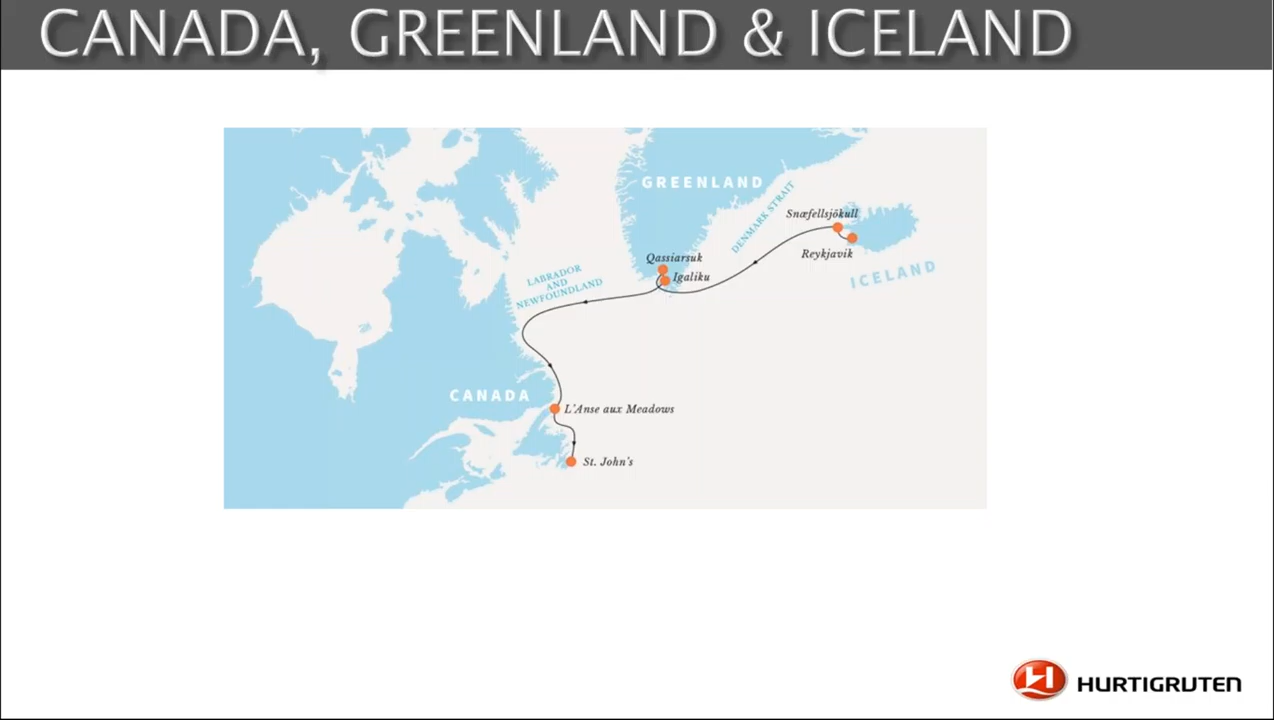 CANADA, GREENLAND & ICELAND
GREENLAND
DENMARK STRAIT
Snæfellsjökull
Reykjavik
ICELAND
Qassiarsuk
Igaliku
LABRADOR
AND
NEWFOUNDLAND
CANADA
L'Anse aux Meadows
St. John's
H HURTIGRUTEN